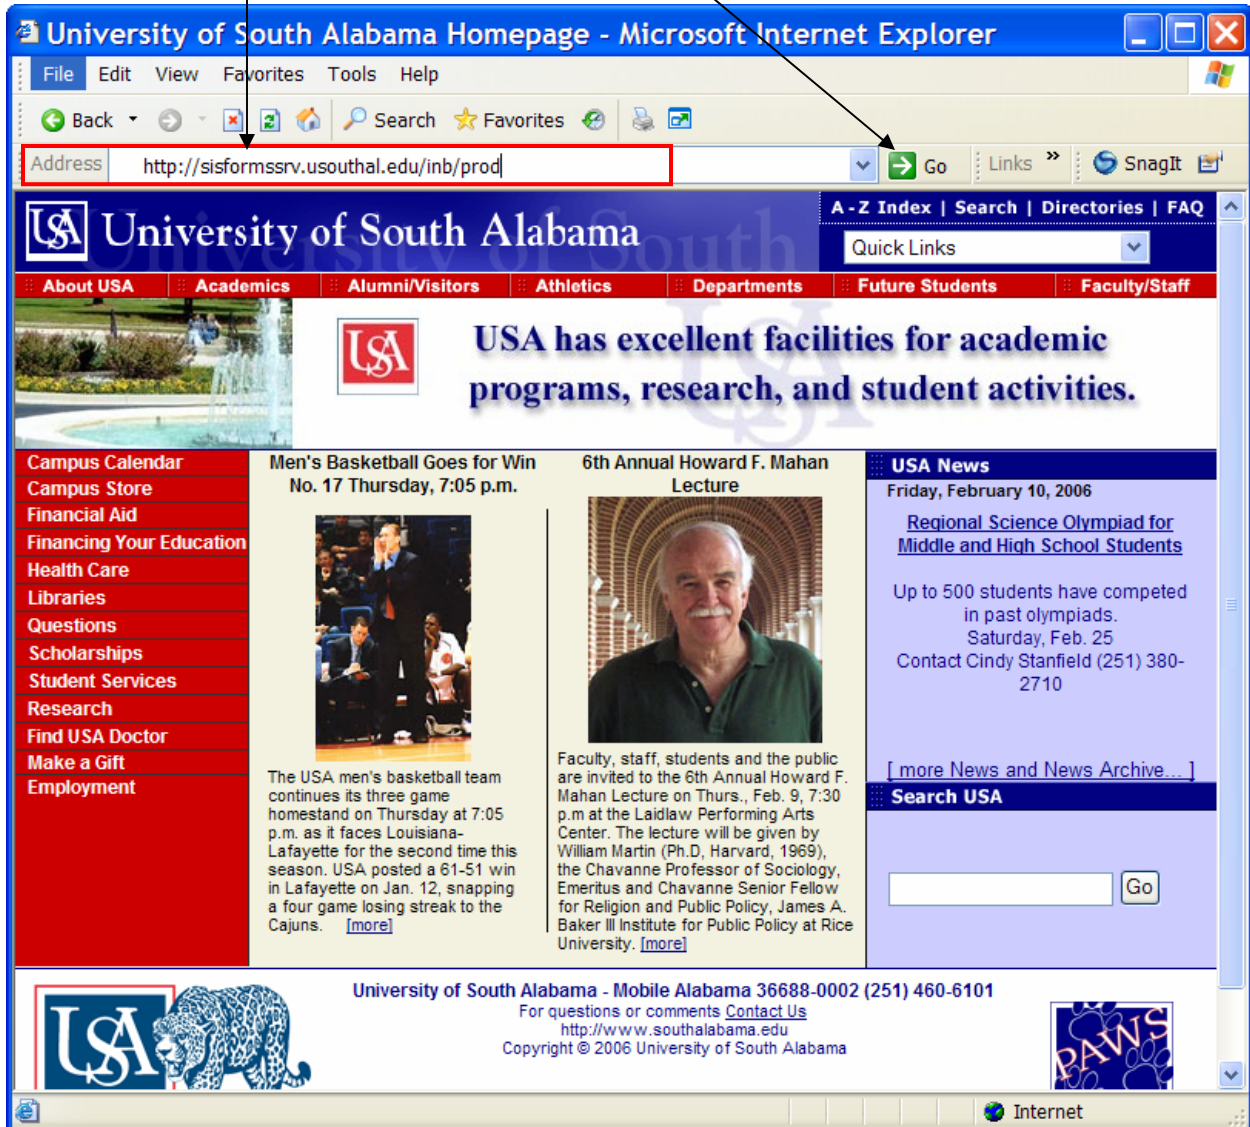 University of South Alabama Homepage - Microsoft Internet Explorer
File Edit View Favorites Tools Help
Back Search Favorites
Address http://sisformssrv.usouthal.edu/inb/prod Go Links » SnagIt
USA University of South Alabama
A - Z Index | Search | Directories | FAQ
Quick Links
About USA Academics Alumni/Visitors Athletics Departments Future Students Faculty/Staff
USA
USA has excellent facilities for academic
programs, research, and student activities.
Campus Calendar
Campus Store
Financial Aid
Financing Your Education
Health Care
Libraries
Questions
Scholarships
Student Services
Research
Find USA Doctor
Make a Gift
Employment
Men's Basketball Goes for Win
No. 17 Thursday, 7:05 p.m.
The USA men's basketball team
continues its three game
homestand on Thursday at 7:05
p.m. as it faces Louisiana-
Lafayette for the second time this
season. USA posted a 61-51 win
in Lafayette on Jan. 12, snapping
a four game losing streak to the
Cajuns. [more]
6th Annual Howard F. Mahan
Lecture
Faculty, staff, students and the public
are invited to the 6th Annual Howard F.
Mahan Lecture on Thurs., Feb. 9, 7:30
p.m at the Laidlaw Performing Arts
Center. The lecture will be given by
William Martin (Ph.D, Harvard, 1969),
the Chavanne Professor of Sociology,
Emeritus and Chavanne Senior Fellow
for Religion and Public Policy, James A.
Baker III Institute for Public Policy at Rice
University. [more]
USA News
Friday, February 10, 2006
Regional Science Olympiad for
Middle and High School Students
Up to 500 students have competed
in past olympiads.
Saturday, Feb. 25
Contact Cindy Stanfield (251) 380-
2710
[ more News and News Archive... ]
Search USA
Go
USA
University of South Alabama - Mobile Alabama 36688-0002 (251) 460-6101
For questions or comments Contact Us
http://www.southalabama.edu
Copyright © 2006 University of South Alabama
PAWS
Internet